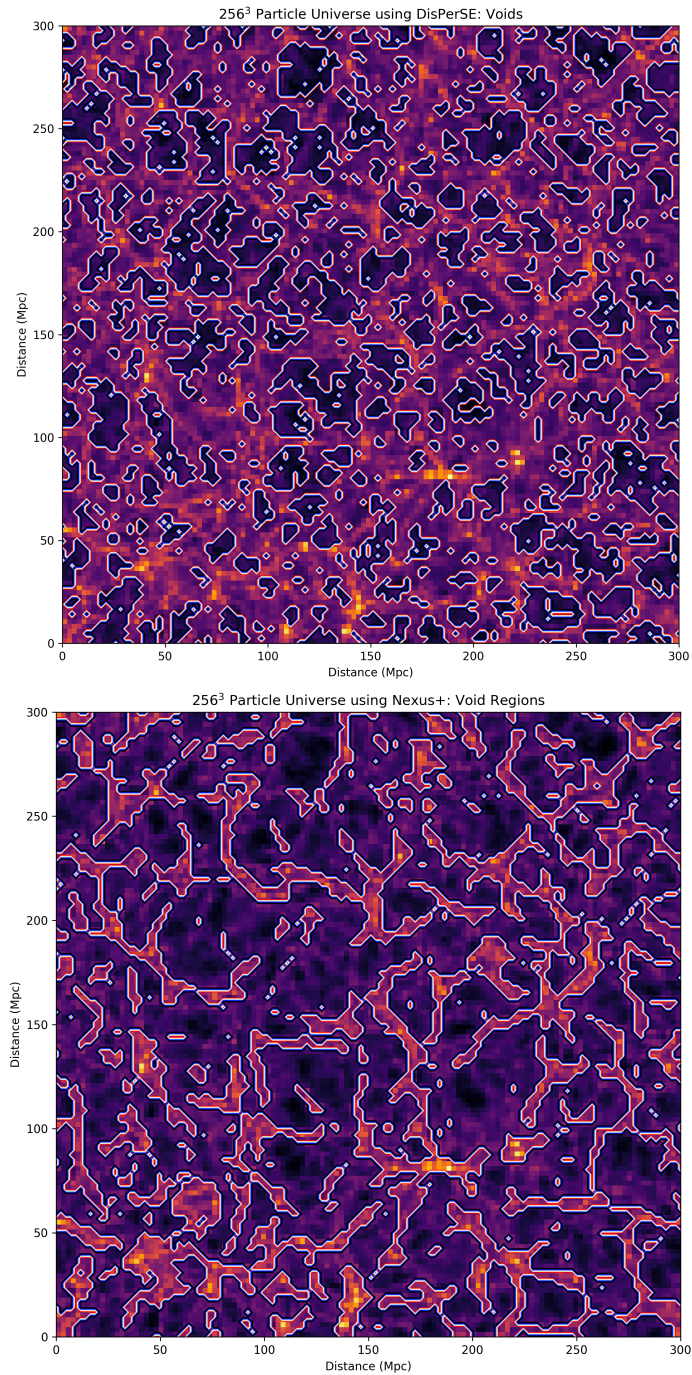 256³ Particle Universe using DisPerSE: Voids
300
250
200
150
100
50
0
Distance (Mpc)
0 50 100 150 200 250 300
Distance (Mpc)
256³ Particle Universe using Nexus+: Void Regions
300
250
200
150
100
50
0
Distance (Mpc)
0 50 100 150 200 250 300
Distance (Mpc)